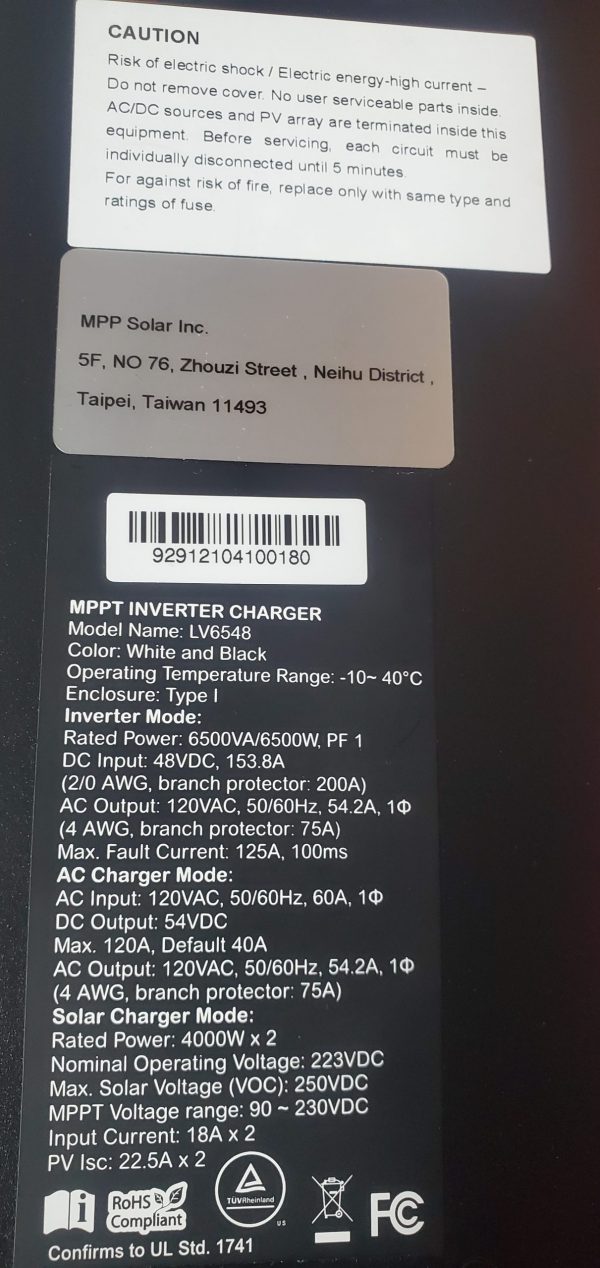 CAUTION
Risk of electric shock / Electric energy-high current –
Do not remove cover. No user serviceable parts inside.
AC/DC sources and PV array are terminated inside this
equipment. Before servicing, each circuit must be
individually disconnected until 5 minutes.
For against risk of fire, replace only with same type and
ratings of fuse.
MPP Solar Inc.
5F, NO 76, Zhouzi Street , Neihu District ,
Taipei, Taiwan 11493
92912104100180
MPPT INVERTER CHARGER
Model Name: LV6548
Color: White and Black
Operating Temperature Range: -10~ 40°C
Enclosure: Type I
Inverter Mode:
Rated Power: 6500VA/6500W, PF 1
DC Input: 48VDC, 153.8A
(2/0 AWG, branch protector: 200A)
AC Output: 120VAC, 50/60Hz, 54.2A, 1Φ
(4 AWG, branch protector: 75A)
Max. Fault Current: 125A, 100ms
AC Charger Mode:
AC Input: 120VAC, 50/60Hz, 60A, 1Φ
DC Output: 54VDC
Max. 120A, Default 40A
AC Output: 120VAC, 50/60Hz, 54.2A, 1Φ
(4 AWG, branch protector: 75A)
Solar Charger Mode:
Rated Power: 4000W x 2
Nominal Operating Voltage: 223VDC
Max. Solar Voltage (VOC): 250VDC
MPPT Voltage range: 90 ~ 230VDC
Input Current: 18A x 2
PV Isc: 22.5A x 2
i
RoHS
Compliant
TÜVRheinland
US
FC
Confirms to UL Std. 1741